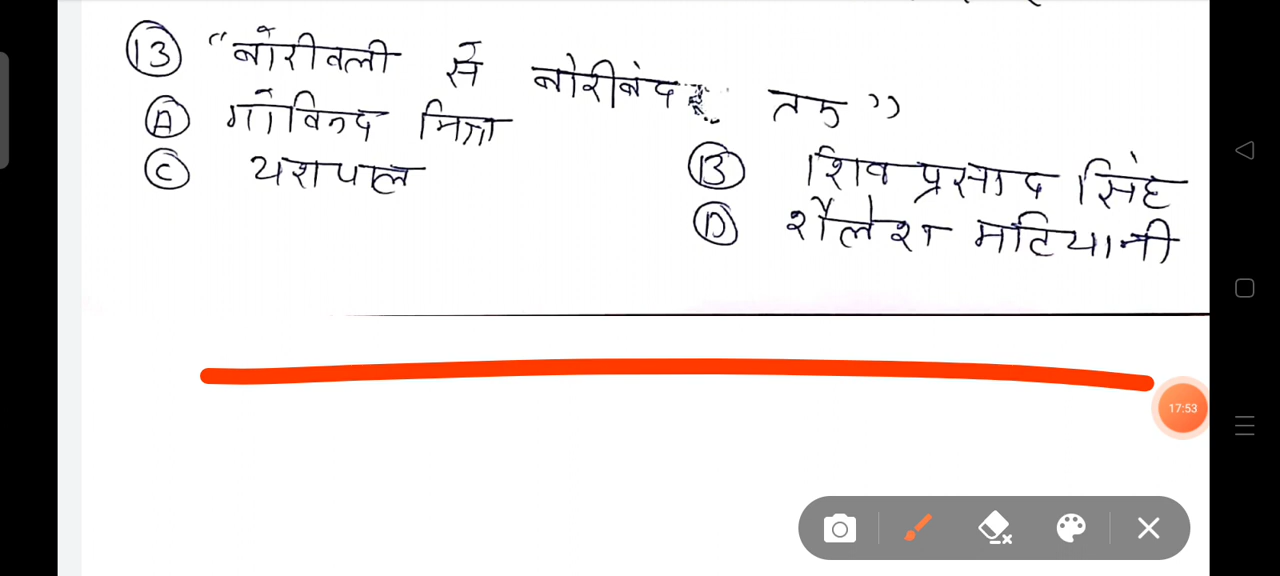 13 "बोरीवली से बोरीबंदर तक"
A गोविन्द मिश्र
B शिव प्रसाद सिंह
C यशपाल
D शैलेश मटियानी
17:53